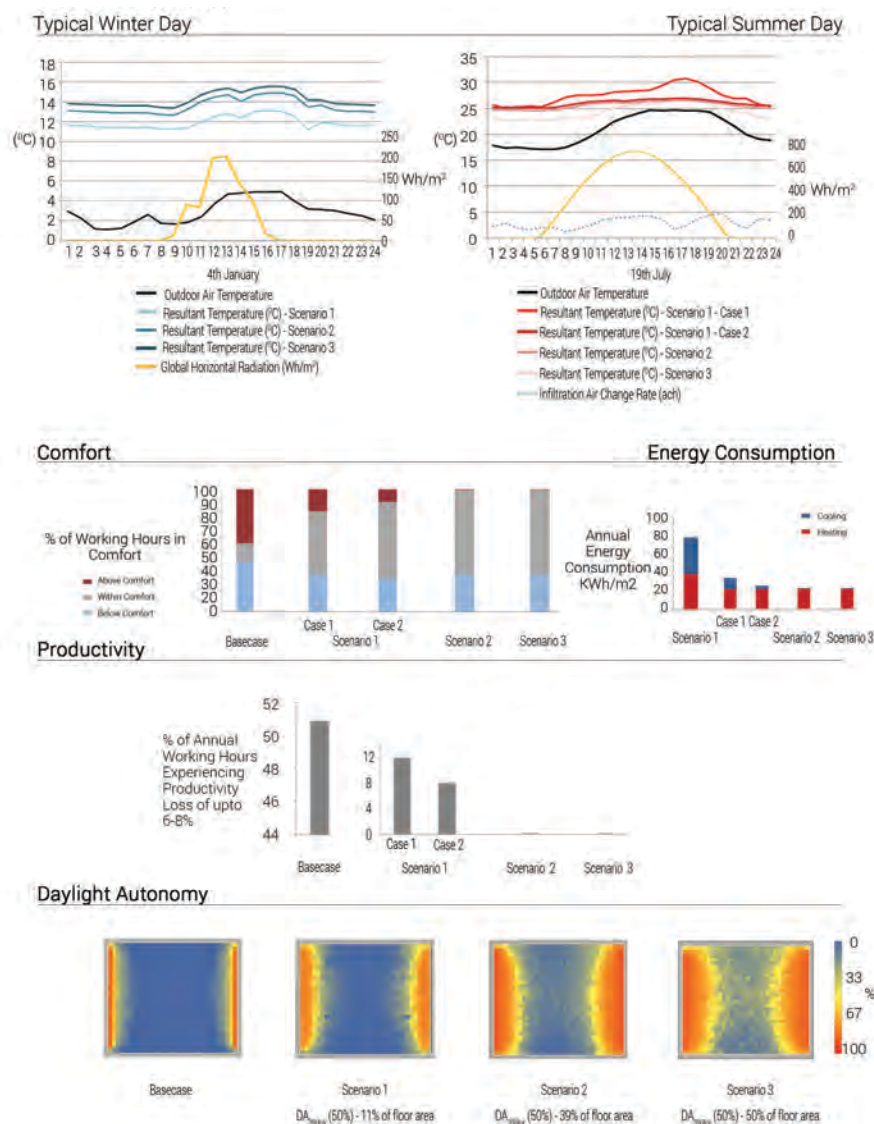 Typical Winter Day
Typical Summer Day
18
16
14
12
10
8
6
4
2
0
(ºC)
250
200
150
100
50
0
Wh/m²
1 2 3 4 5 6 7 8 9 10 11 12 13 14 15 16 17 18 19 20 21 22 23 24
4th January
Outdoor Air Temperature
Resultant Temperature (ºC) - Scenario 1
Resultant Temperature (ºC) - Scenario 2
Resultant Temperature (ºC) - Scenario 3
Global Horizontal Radiation (Wh/m²)
35
30
25
20
15
10
5
0
(ºC)
800
600
400
200
0
Wh/m²
1 2 3 4 5 6 7 8 9 10 11 12 13 14 15 16 17 18 19 20 21 22 23 24
19th July
Outdoor Air Temperature
Resultant Temperature (ºC) - Scenario 1 - Case 1
Resultant Temperature (ºC) - Scenario 1 - Case 2
Resultant Temperature (ºC) - Scenario 2
Resultant Temperature (ºC) - Scenario 3
Infiltration Air Change Rate (ach)
Comfort
Energy Consumption
% of Working Hours in
Comfort
Above Comfort
Within Comfort
Below Comfort
100
90
80
70
60
50
40
30
20
10
0
Case 1
Case 2
Basecase
Scenario 1
Scenario 2
Scenario 3
Annual
Energy
Consumption
KWh/m2
100
80
60
40
20
0
Cooling
Heating
Case 1 Case 2
Scenario 1
Scenario 2
Scenario 3
Productivity
% of Annual
Working Hours
Experiencing
Productivity
Loss of upto
6-8%
52
50
48
46
44
12
8
4
0
Case 1
Case 2
Basecase
Scenario 1
Scenario 2
Scenario 3
Daylight Autonomy
0
33
67
100
%
Basecase
Scenario 1
Scenario 2
Scenario 3
(50%) - 11% of floor area
(50%) - 39% of floor area
(50%) - 50% of floor area